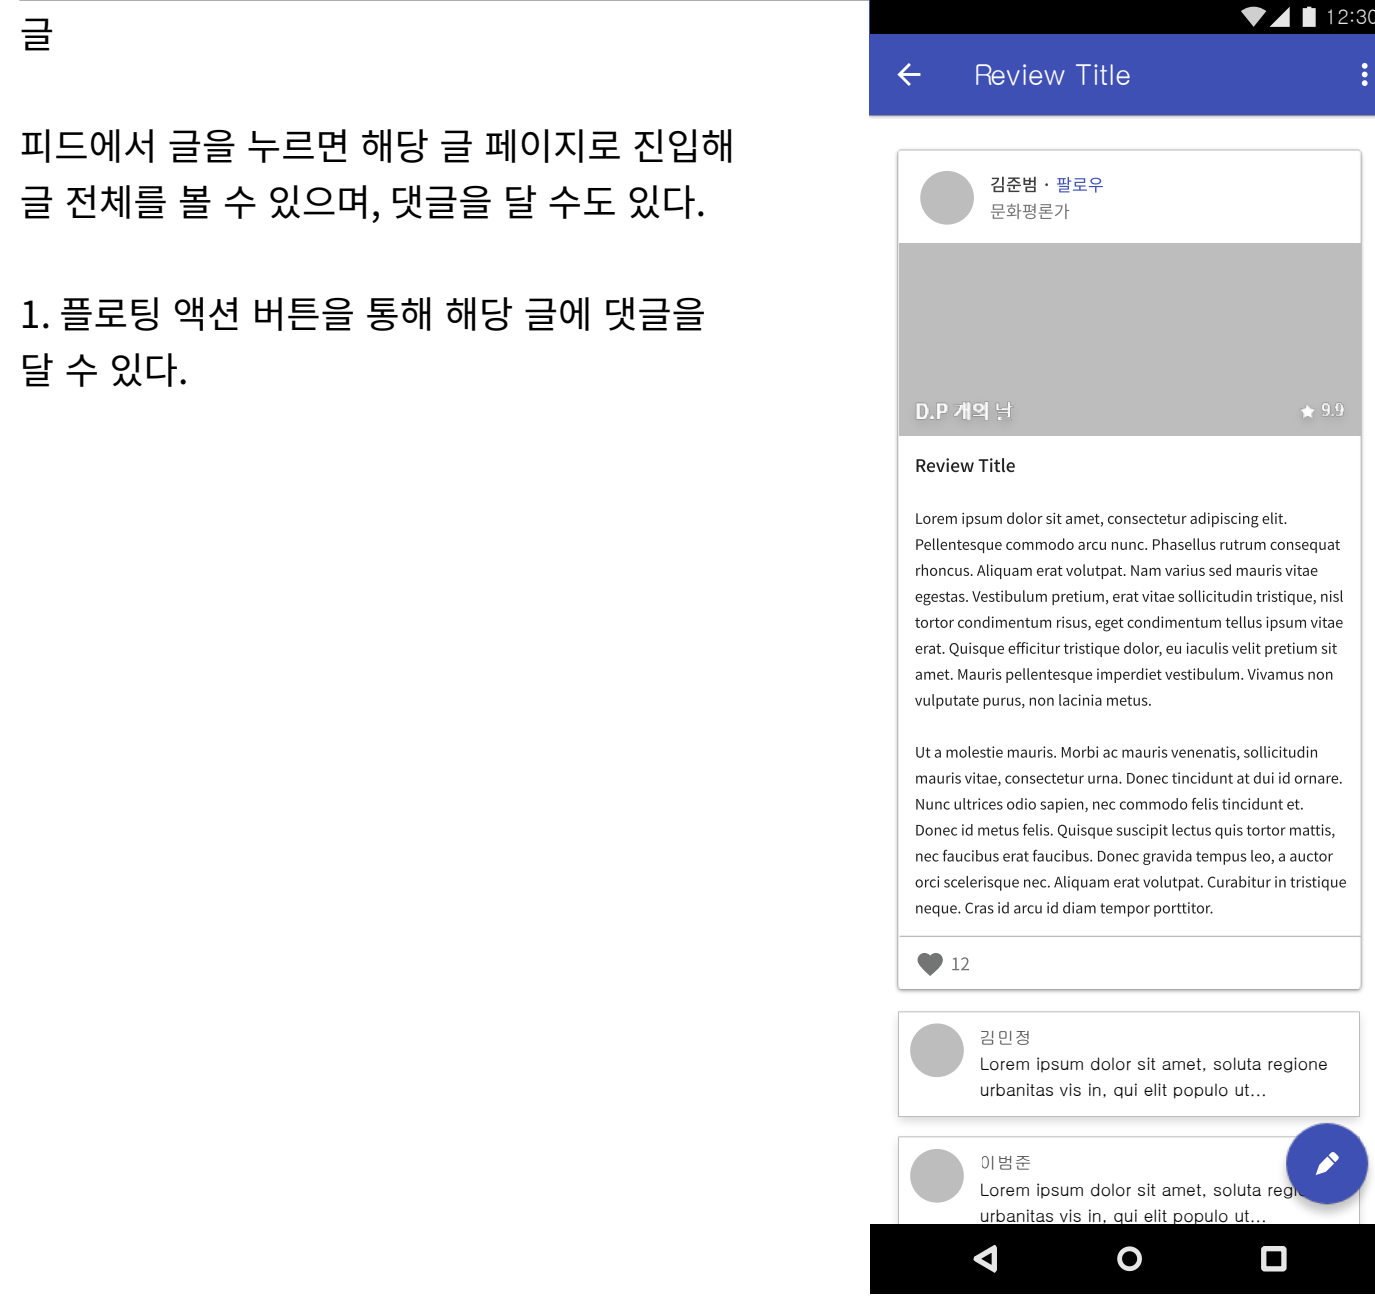 글
피드에서 글을 누르면 해당 글 페이지로 진입해
글 전체를 볼 수 있으며, 댓글을 달 수도 있다.
1. 플로팅 액션 버튼을 통해 해당 글에 댓글을
달 수 있다.
12:30
Review Title
김준범 · 팔로우
문화평론가
D.P 개의 날
9.9
Review Title
Lorem ipsum dolor sit amet, consectetur adipiscing elit.
Pellentesque commodo arcu nunc. Phasellus rutrum consequat
rhoncus. Aliquam erat volutpat. Nam varius sed mauris vitae
egestas. Vestibulum pretium, erat vitae sollicitudin tristique, nisl
tortor condimentum risus, eget condimentum tellus ipsum vitae
erat. Quisque efficitur tristique dolor, eu iaculis velit pretium sit
amet. Mauris pellentesque imperdiet vestibulum. Vivamus non
vulputate purus, non lacinia metus.
Ut a molestie mauris. Morbi ac mauris venenatis, sollicitudin
mauris vitae, consectetur urna. Donec tincidunt at dui id ornare.
Nunc ultrices odio sapien, nec commodo felis tincidunt et.
Donec id metus felis. Quisque suscipit lectus quis tortor mattis,
nec faucibus erat faucibus. Donec gravida tempus leo, a auctor
orci scelerisque nec. Aliquam erat volutpat. Curabitur in tristique
neque. Cras id arcu id diam tempor porttitor.
12
김민정
Lorem ipsum dolor sit amet, soluta regione
urbanitas vis in, qui elit populo ut...
이범준
Lorem ipsum dolor sit amet, soluta
urbanitas vis in, qui elit populo ut...